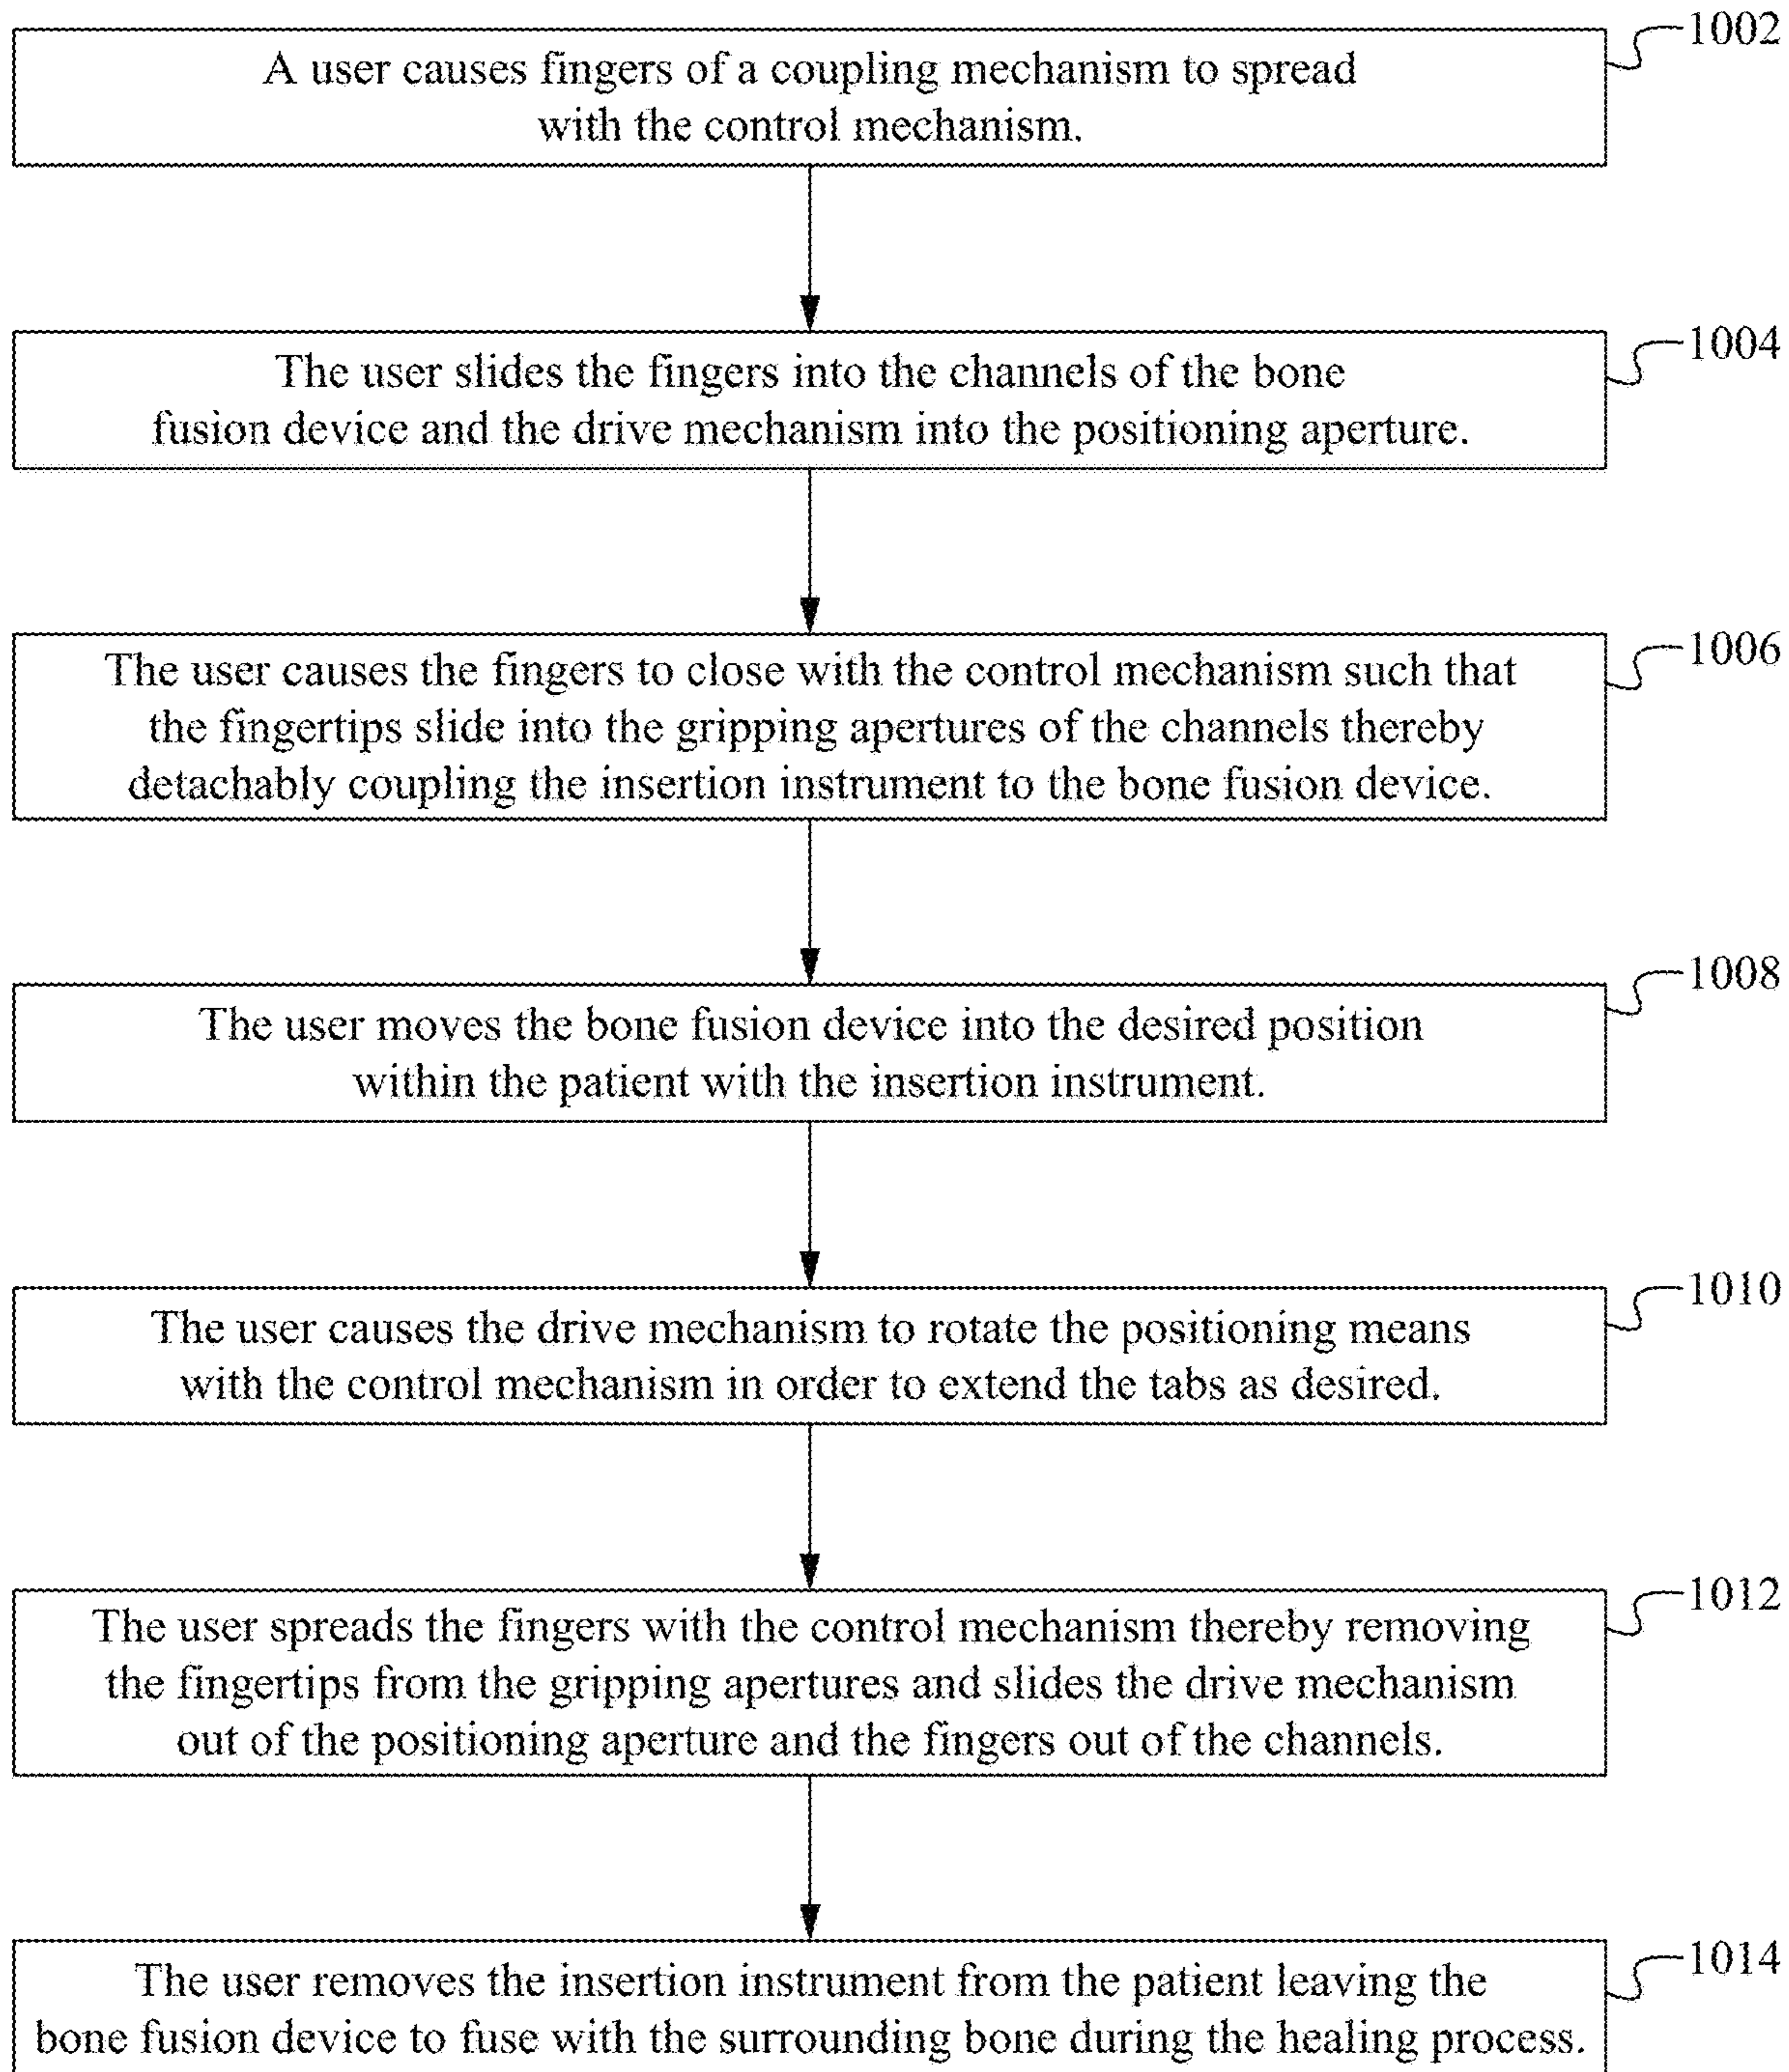 1002
A user causes fingers of a coupling mechanism to spread
with the control mechanism.
1004
The user slides the fingers into the channels of the bone
fusion device and the drive mechanism into the positioning aperture.
1006
The user causes the fingers to close with the control mechanism such that
the fingertips slide into the gripping apertures of the channels thereby
detachably coupling the insertion instrument to the bone fusion device.
1008
The user moves the bone fusion device into the desired position
within the patient with the insertion instrument.
1010
The user causes the drive mechanism to rotate the positioning means
with the control mechanism in order to extend the tabs as desired.
1012
The user spreads the fingers with the control mechanism thereby removing
the fingertips from the gripping apertures and slides the drive mechanism
out of the positioning aperture and the fingers out of the channels.
1014
The user removes the insertion instrument from the patient leaving the
bone fusion device to fuse with the surrounding bone during the healing process.